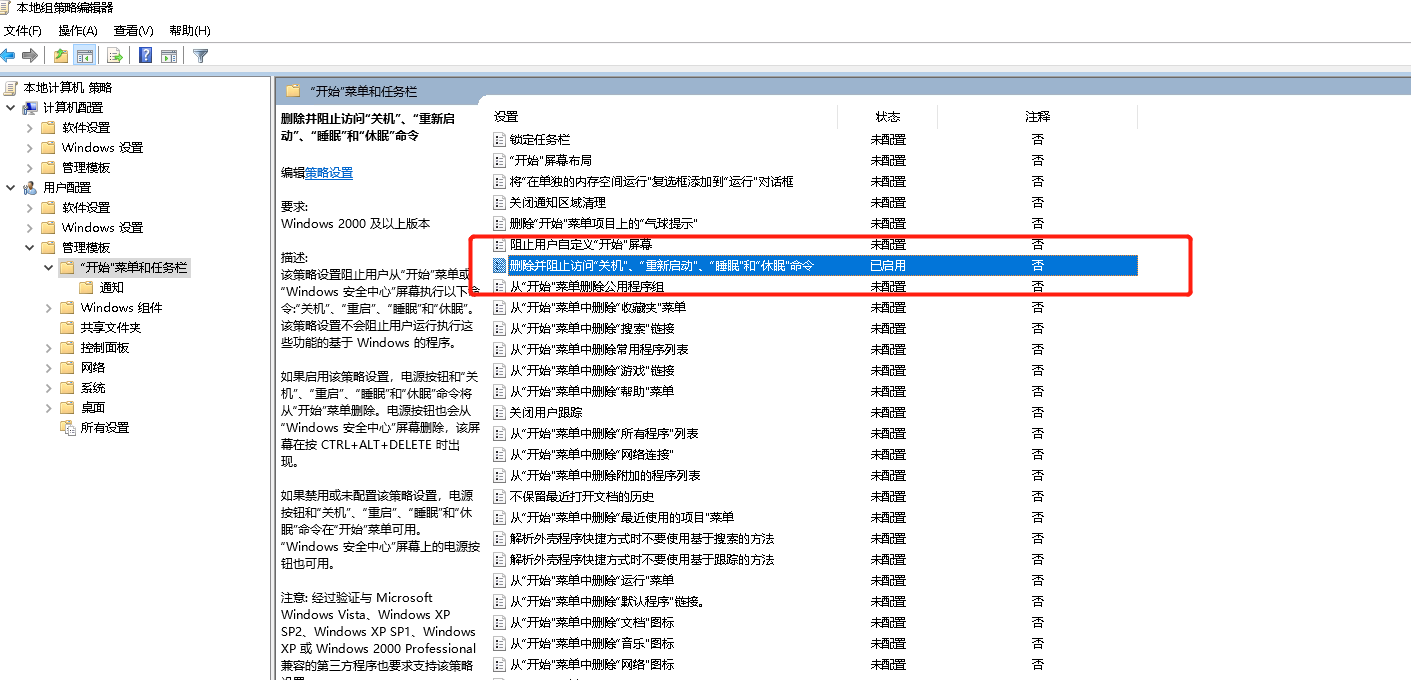 本地组策略编辑器
文件(F) 操作(A) 查看(V) 帮助(H)
本地计算机 策略
计算机配置
软件设置
Windows 设置
管理模板
用户配置
软件设置
Windows 设置
管理模板
“开始”菜单和任务栏
通知
Windows 组件
共享文件夹
控制面板
网络
系统
桌面
所有设置
“开始”菜单和任务栏
删除并阻止访问“关机”、“重新启
动”、“睡眠”和“休眠”命令
编辑策略设置
要求:
Windows 2000 及以上版本
描述:
该策略设置阻止用户从“开始”菜单或
“Windows 安全中心”屏幕执行以下命
令:“关机”、“重启”、“睡眠”和“休眠”。
该策略设置不会阻止用户运行执行这
些功能的基于 Windows 的程序。
如果启用该策略设置，电源按钮和“关
机”、“重启”、“睡眠”和“休眠”命令将
从“开始”菜单删除。电源按钮也会从
“Windows 安全中心”屏幕删除，该屏
幕在按 CTRL+ALT+DELETE 时出
现。
如果禁用或未配置该策略设置，电源
按钮和“关机”、“重启”、“睡眠”和“休
眠”命令在“开始”菜单可用。
“Windows 安全中心”屏幕上的电源按
钮也可用。
注意: 经过验证与 Microsoft
Windows Vista、Windows XP
SP2、Windows XP SP1、Windows
XP 或 Windows 2000 Professional
兼容的第三方程序也要求支持该策略
设置 状态 注释
锁定任务栏 未配置 否
“开始”屏幕布局 未配置 否
将“在单独的内存空间运行”复选框添加到“运行”对话框 未配置 否
关闭通知区域清理 未配置 否
删除“开始”菜单项目上的“气球提示” 未配置 否
阻止用户自定义“开始”屏幕 未配置 否
删除并阻止访问“关机”、“重新启动”、“睡眠”和“休眠”命令 已启用 否
从“开始”菜单删除公用程序组 未配置 否
从“开始”菜单中删除“收藏夹”菜单 未配置 否
从“开始”菜单中删除“搜索”链接 未配置 否
从“开始”菜单中删除常用程序列表 未配置 否
从“开始”菜单中删除“游戏”链接 未配置 否
从“开始”菜单中删除“帮助”菜单 未配置 否
关闭用户跟踪 未配置 否
从“开始”菜单中删除“所有程序”列表 未配置 否
从“开始”菜单中删除“网络连接” 未配置 否
从“开始”菜单中删除附加的程序列表 未配置 否
不保留最近打开文档的历史 未配置 否
从“开始”菜单中删除“最近使用的项目”菜单 未配置 否
解析外壳程序快捷方式时不要使用基于搜索的方法 未配置 否
解析外壳程序快捷方式时不要使用基于跟踪的方法 未配置 否
从“开始”菜单中删除“运行”菜单 未配置 否
从“开始”菜单中删除“默认程序”链接。 未配置 否
从“开始”菜单中删除“文档”图标 未配置 否
从“开始”菜单中删除“音乐”图标 未配置 否
从“开始”菜单中删除“网络”图标 未配置 否